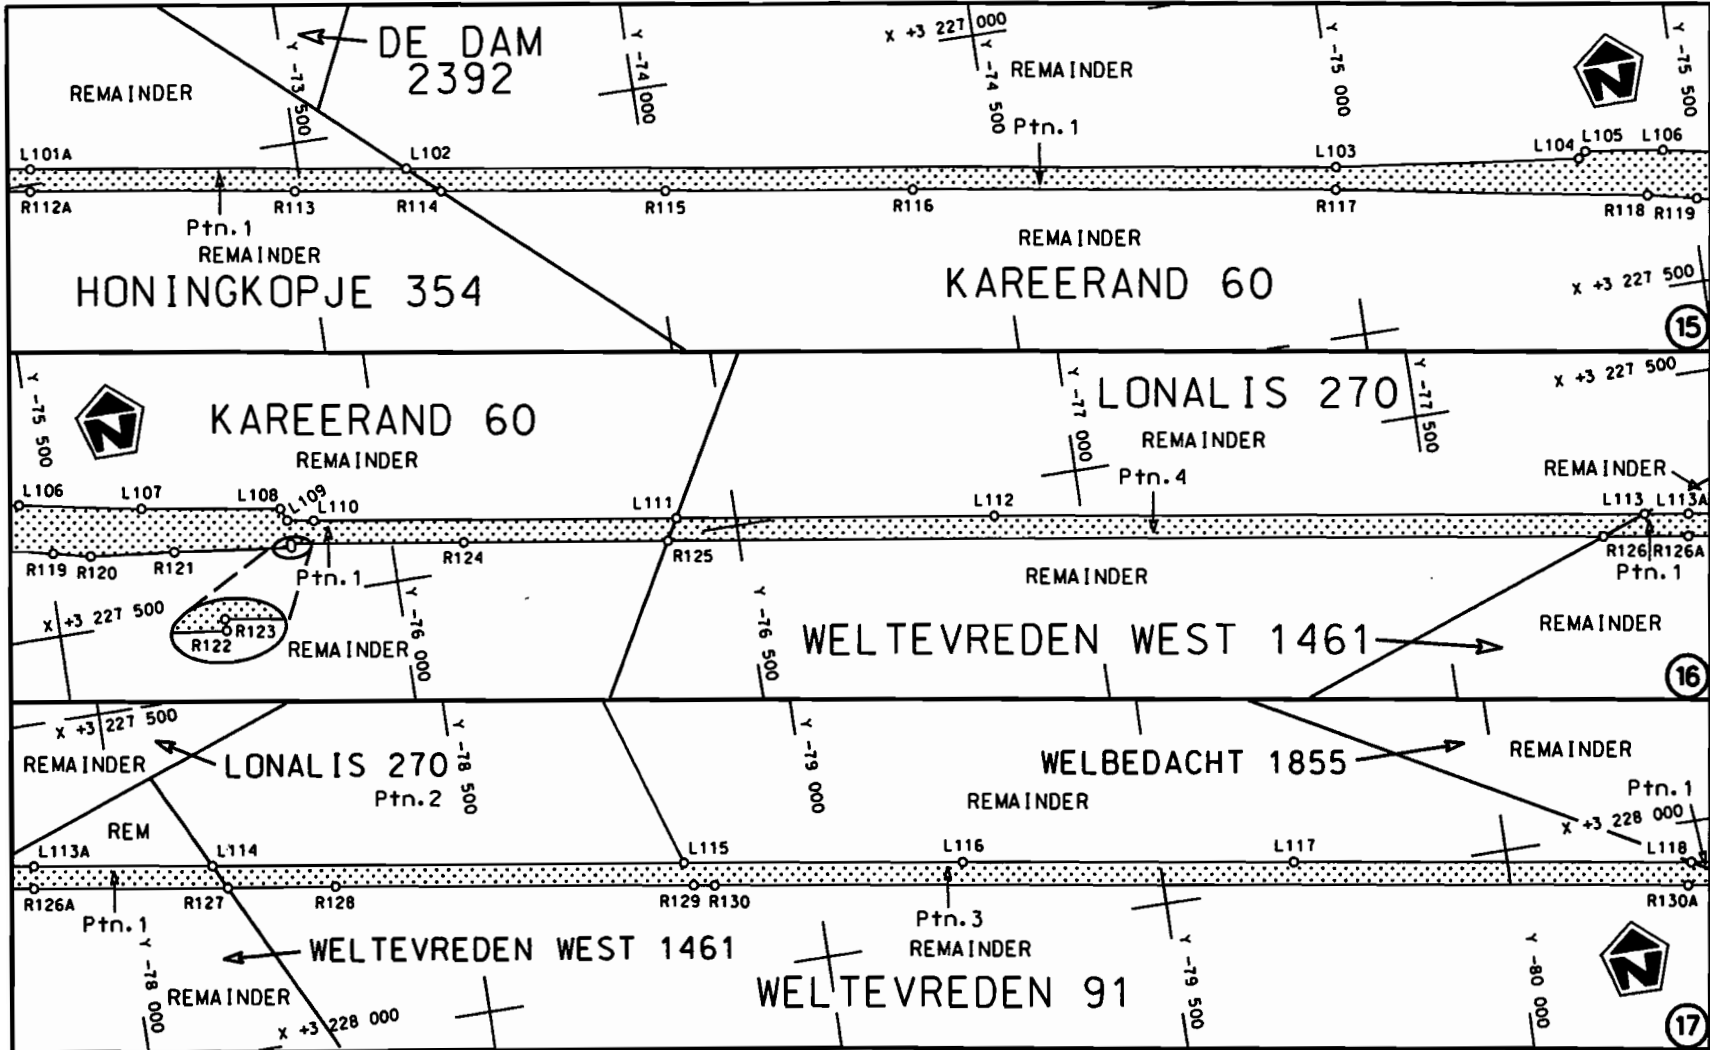 DE DAM
2392
Y -73 500
Y -74 000
X +3 227 000
Y -74 500
Y -75 000
Y -75 500
REMAINDER
REMAINDER
Ptn.1
N
L101A
L102
L103
L104
L105
L106
R112A
R113
R114
R115
R116
R117
R118
R119
Ptn.1
REMAINDER
REMAINDER
HONINGKOPJE 354
KAREERAND 60
X +3 227 500
15
Y -75 500
N
KAREERAND 60
REMAINDER
LONALIS 270
REMAINDER
Y -77 000
Y -77 500
X +3 227 500
REMAINDER
Ptn.4
L106
L107
L108
L109
L110
L111
L112
L113
L113A
R119
R120
R121
Ptn.1
R124
R125
R126
R126A
Ptn.1
X +3 227 500
R122
R123
REMAINDER
Y -76 000
Y -76 500
REMAINDER
WELTEVREDEN WEST 1461
REMAINDER
16
X +3 227 500
REMAINDER
LONALIS 270
Ptn.2
Y -78 500
Y -79 000
WELBEDACHT 1855
REMAINDER
REMAINDER
Ptn.1
X +3 228 000
REM
L113A
L114
L115
L116
L117
L118
R126A
R127
R128
R129
R130
R130A
Ptn.1
Ptn.3
Y -78 000
WELTEVREDEN WEST 1461
REMAINDER
REMAINDER
WELTEVREDEN 91
X +3 228 000
Y -79 500
Y -80 000
N
17